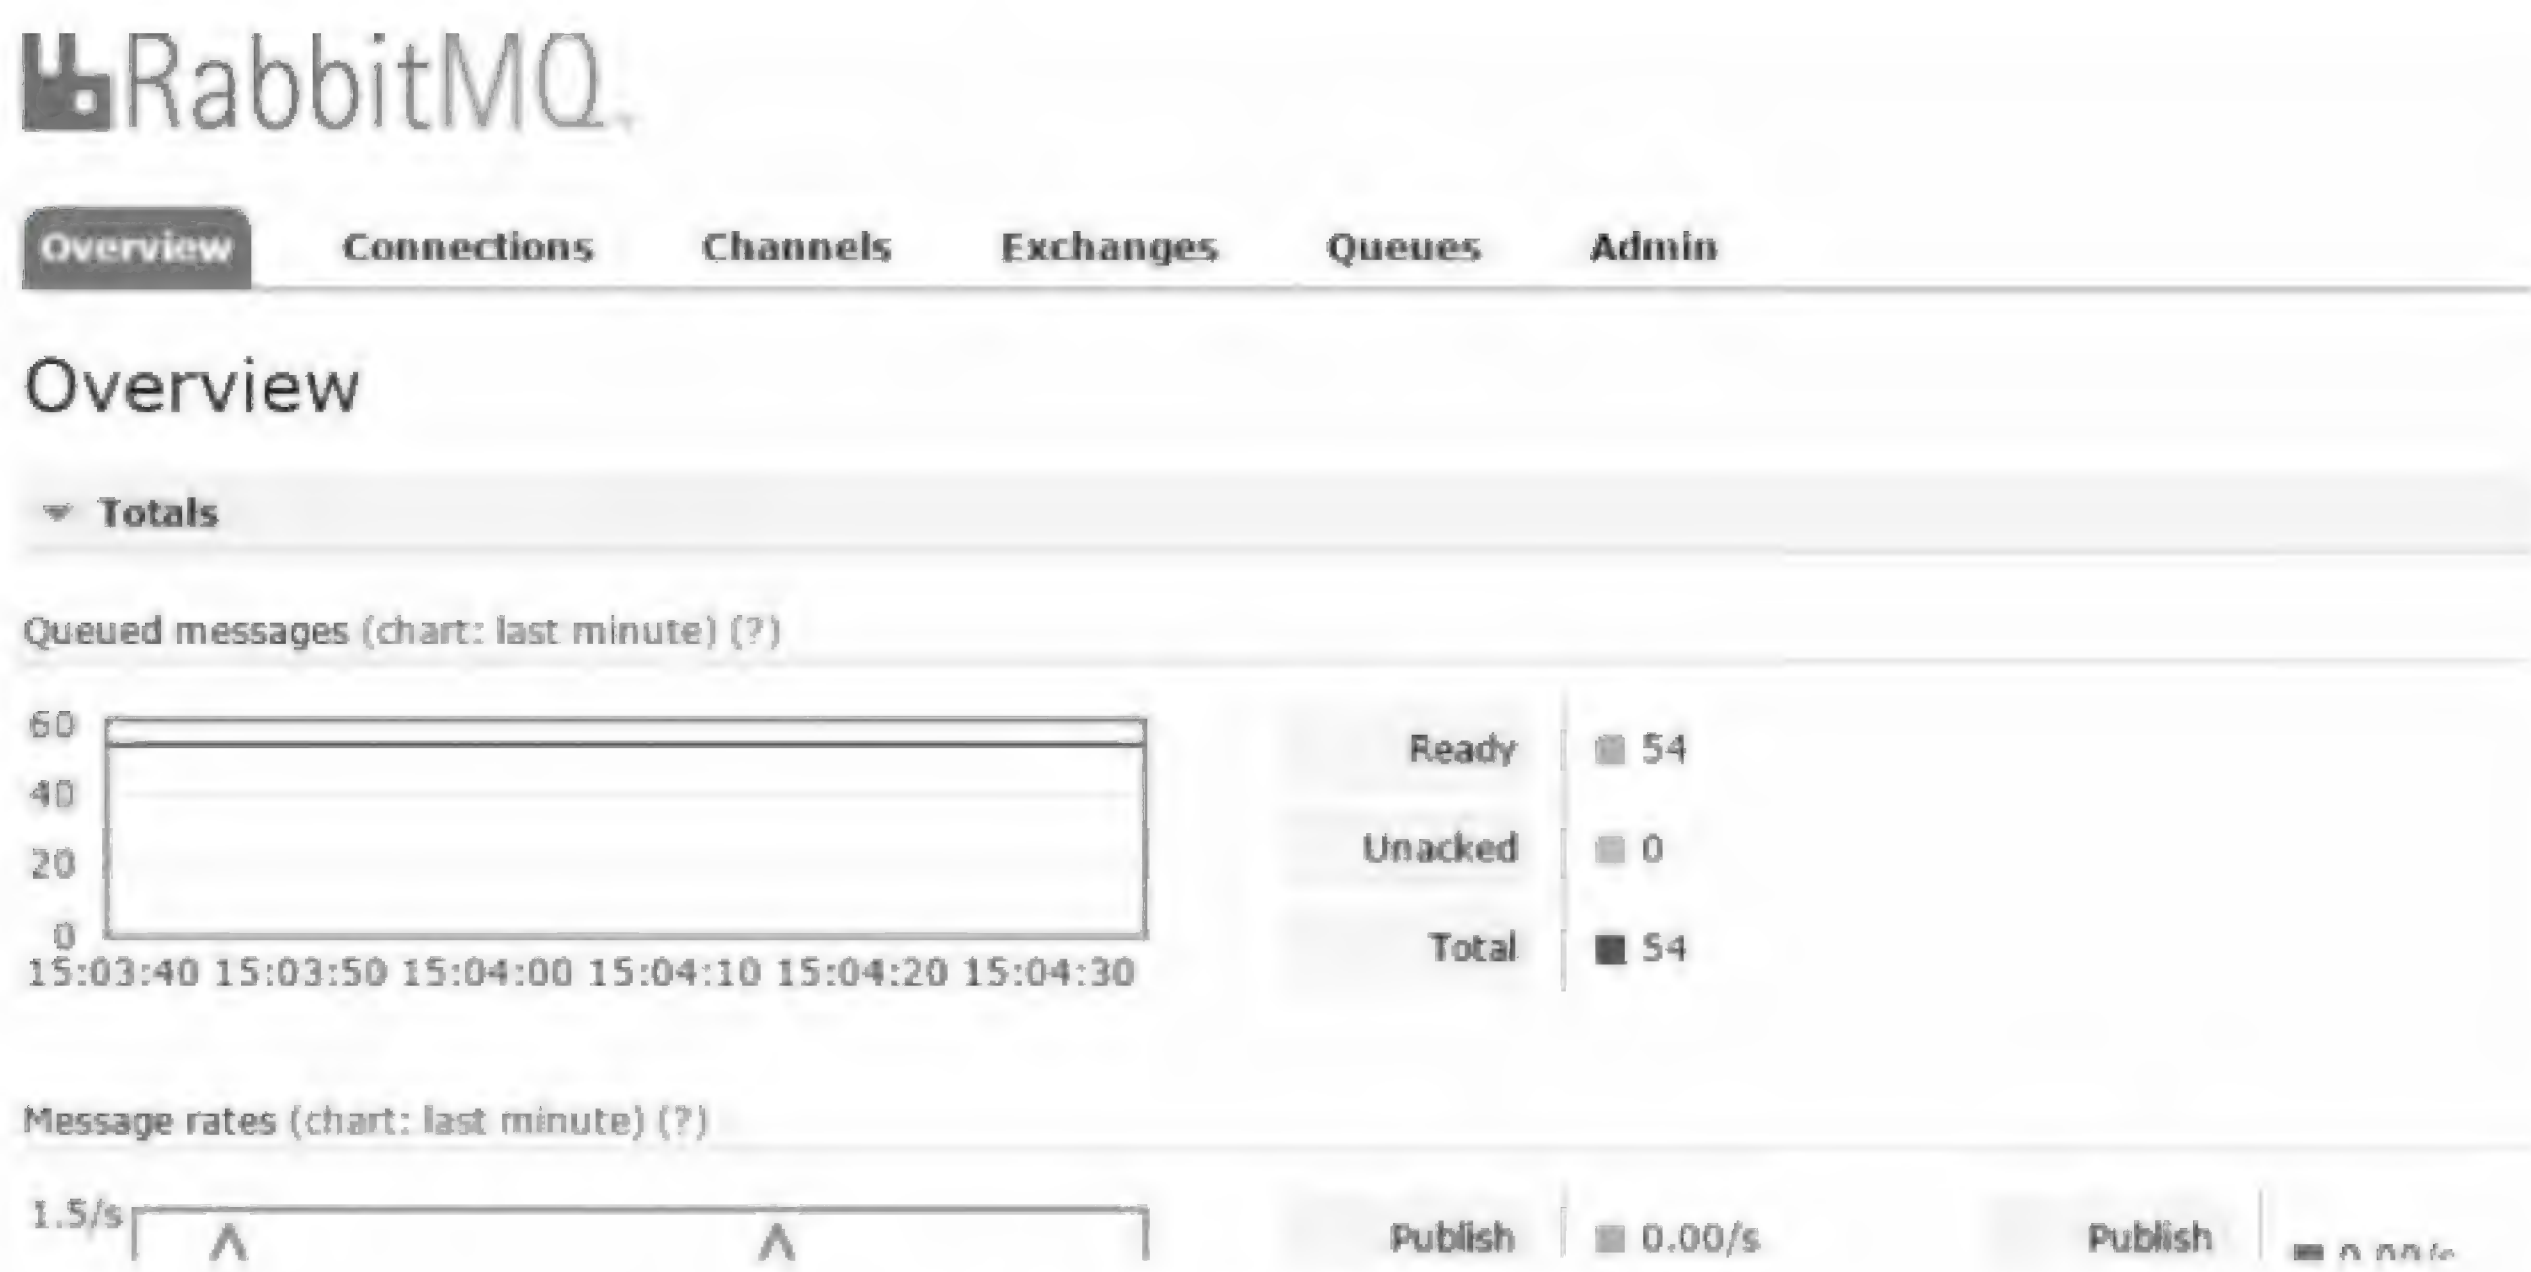 RabbitMQ
Overview Connections Channels Exchanges Queues Admin
Overview
Totals
Queued messages (chart: last minute) (?)
60
40
20
0
15:03:40 15:03:50 15:04:00 15:04:10 15:04:20 15:04:30
Ready 54
Unacked 0
Total 54
Message rates (chart: last minute) (?)
1.5/s
Publish 0.00/s
Publish